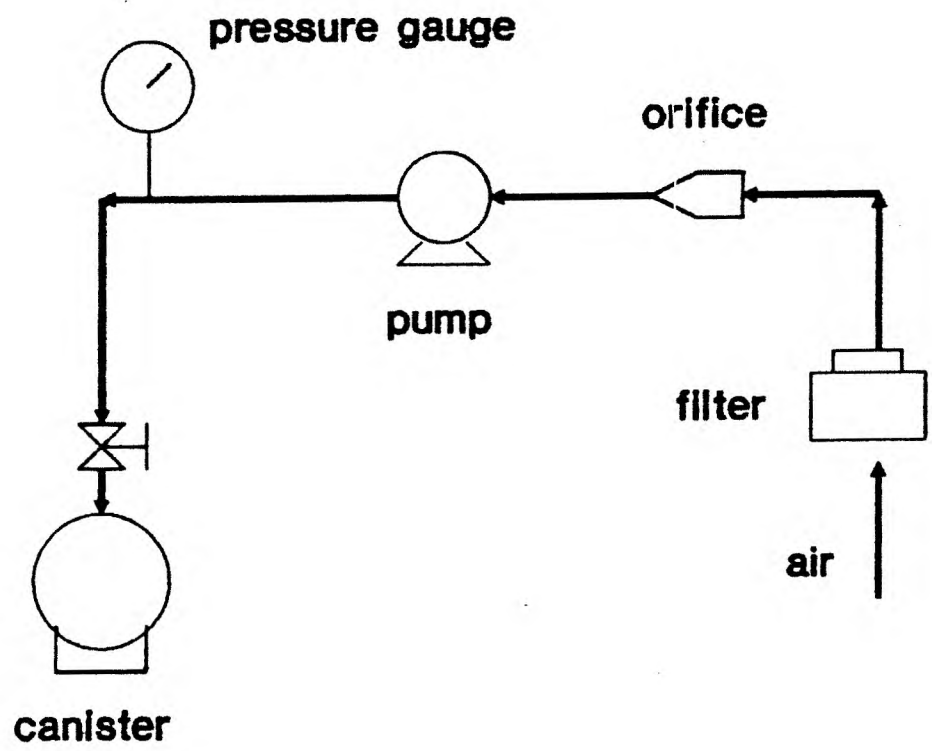 pressure gauge
orifice
pump
filter
air
canister